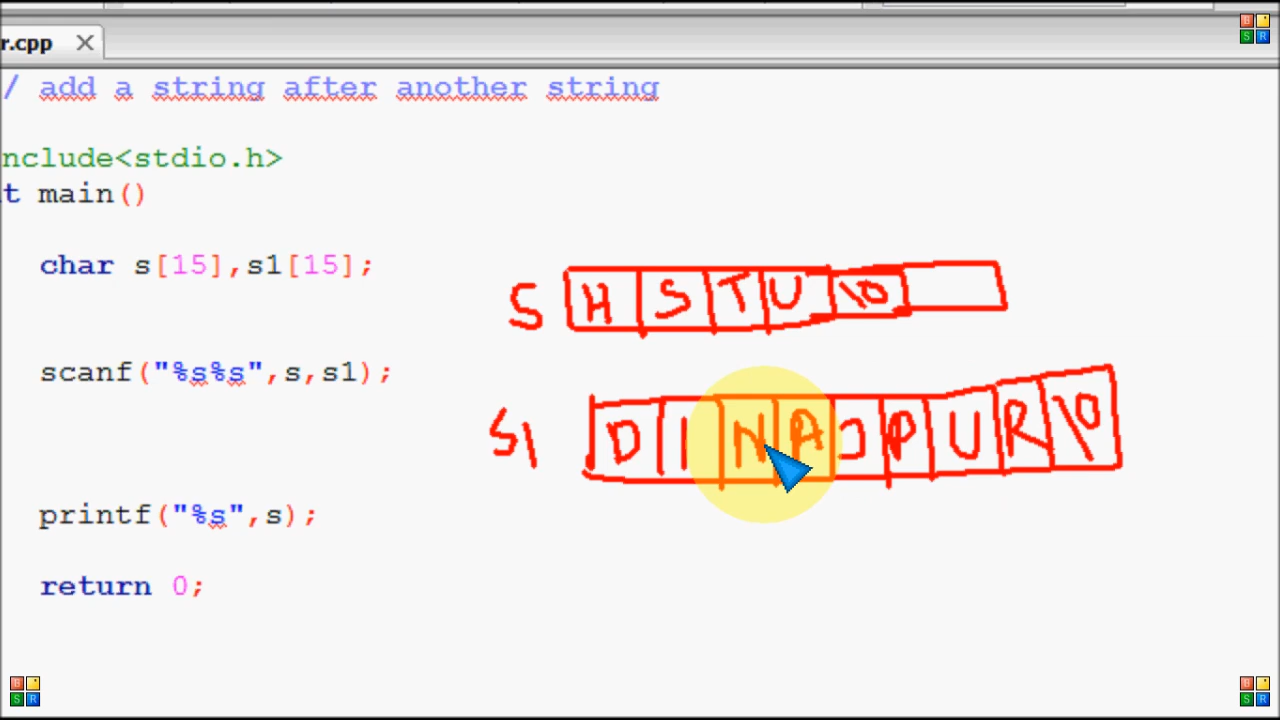 r.cpp
/ add a string after another string
nclude<stdio.h>
t main()
char s[15],s1[15];
S H S T U \0
scanf("%s%s",s,s1);
S1 D I N A J P U R \0
printf("%s",s);
return 0;
B
S R
B
S R
B
S R